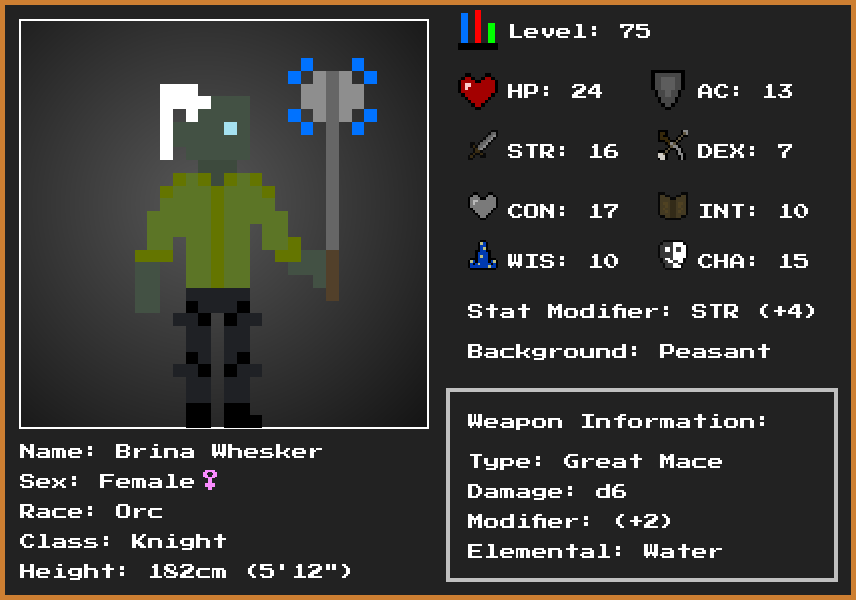 Level: 75
HP: 24
AC: 13
STR: 16
DEX: 7
CON: 17
INT: 10
WIS: 10
CHA: 15
Stat Modifier: STR (+4)
Background: Peasant
Weapon Information:
Type: Great Mace
Damage: d6
Modifier: (+2)
Elemental: Water
Name: Brina Whesker
Sex: Female♀
Race: Orc
Class: Knight
Height: 182cm (5'12")